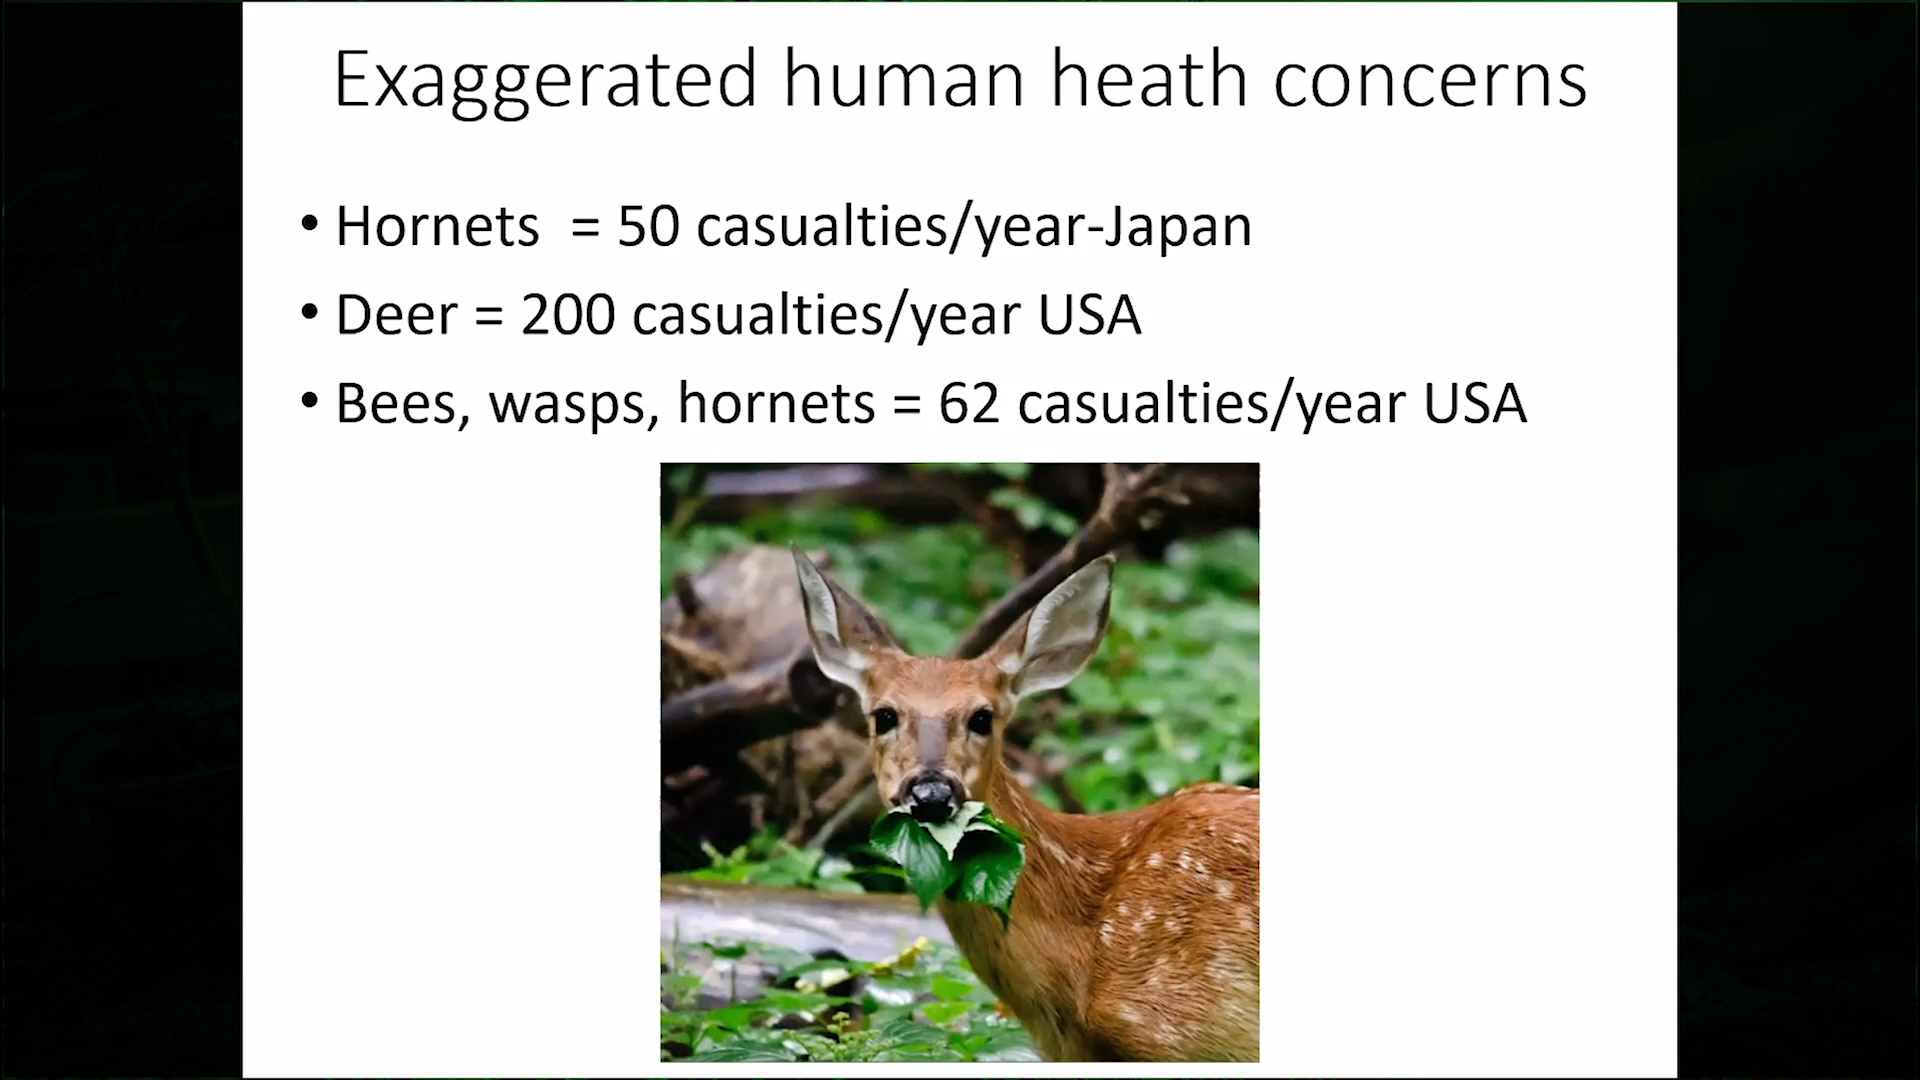 Exaggerated human heath concerns
• Hornets  = 50 casualties/year-Japan
• Deer = 200 casualties/year USA
• Bees, wasps, hornets = 62 casualties/year USA